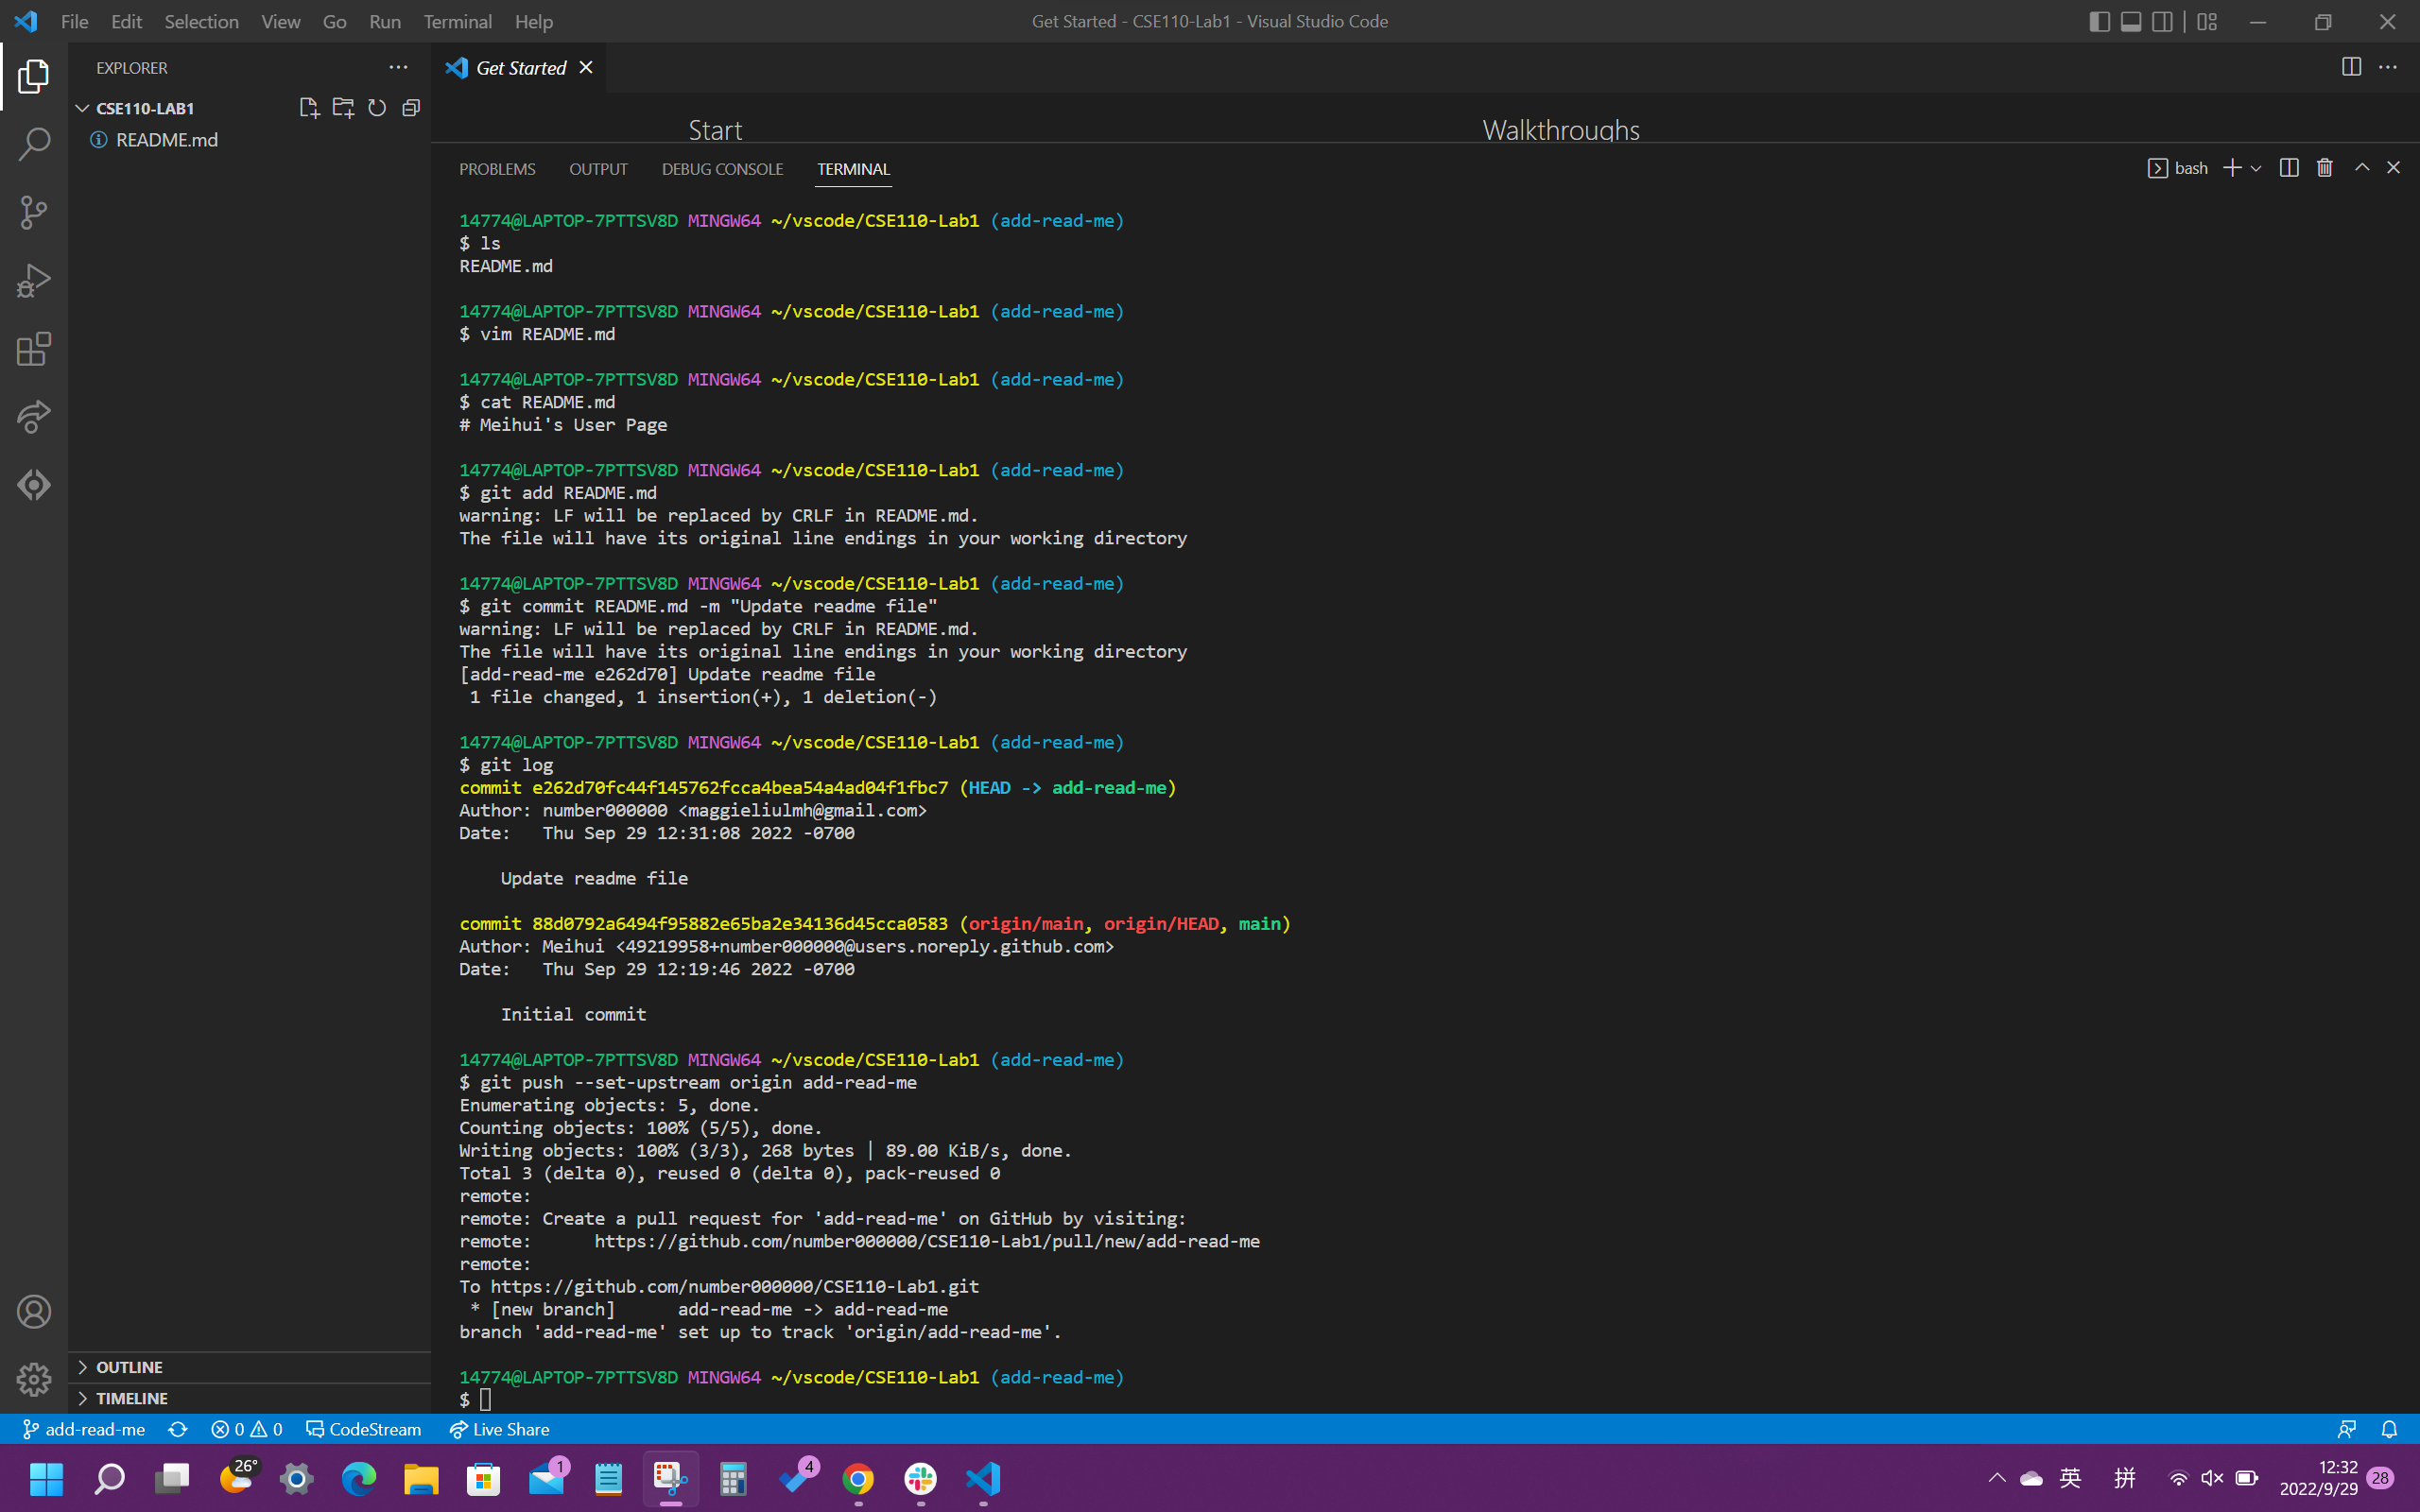 File Edit Selection View Go Run Terminal Help
Get Started - CSE110-Lab1 - Visual Studio Code
EXPLORER
CSE110-LAB1
README.md
Get Started
Start
Walkthroughs
PROBLEMS OUTPUT DEBUG CONSOLE TERMINAL
bash
14774@LAPTOP-7PTTSV8D MINGW64 ~/vscode/CSE110-Lab1 (add-read-me)
$ ls
README.md
14774@LAPTOP-7PTTSV8D MINGW64 ~/vscode/CSE110-Lab1 (add-read-me)
$ vim README.md
14774@LAPTOP-7PTTSV8D MINGW64 ~/vscode/CSE110-Lab1 (add-read-me)
$ cat README.md
# Meihui's User Page
14774@LAPTOP-7PTTSV8D MINGW64 ~/vscode/CSE110-Lab1 (add-read-me)
$ git add README.md
warning: LF will be replaced by CRLF in README.md.
The file will have its original line endings in your working directory
14774@LAPTOP-7PTTSV8D MINGW64 ~/vscode/CSE110-Lab1 (add-read-me)
$ git commit README.md -m "Update readme file"
warning: LF will be replaced by CRLF in README.md.
The file will have its original line endings in your working directory
[add-read-me e262d70] Update readme file
1 file changed, 1 insertion(+), 1 deletion(-)
14774@LAPTOP-7PTTSV8D MINGW64 ~/vscode/CSE110-Lab1 (add-read-me)
$ git log
commit e262d70fc44f145762fcca4bea54a4ad04f1fbc7 (HEAD -> add-read-me)
Author: number000000 <maggieliulmh@gmail.com>
Date:   Thu Sep 29 12:31:08 2022 -0700
Update readme file
commit 88d0792a6494f95882e65ba2e34136d45cca0583 (origin/main, origin/HEAD, main)
Author: Meihui <49219958+number000000@users.noreply.github.com>
Date:   Thu Sep 29 12:19:46 2022 -0700
Initial commit
14774@LAPTOP-7PTTSV8D MINGW64 ~/vscode/CSE110-Lab1 (add-read-me)
$ git push --set-upstream origin add-read-me
Enumerating objects: 5, done.
Counting objects: 100% (5/5), done.
Writing objects: 100% (3/3), 268 bytes | 89.00 KiB/s, done.
Total 3 (delta 0), reused 0 (delta 0), pack-reused 0
remote:
remote: Create a pull request for 'add-read-me' on GitHub by visiting:
remote:      https://github.com/number000000/CSE110-Lab1/pull/new/add-read-me
remote:
To https://github.com/number000000/CSE110-Lab1.git
* [new branch]      add-read-me -> add-read-me
branch 'add-read-me' set up to track 'origin/add-read-me'.
14774@LAPTOP-7PTTSV8D MINGW64 ~/vscode/CSE110-Lab1 (add-read-me)
$
OUTLINE
TIMELINE
add-read-me 0 0 CodeStream Live Share
26° 1 4 英 拼 12:32
2022/9/29 28